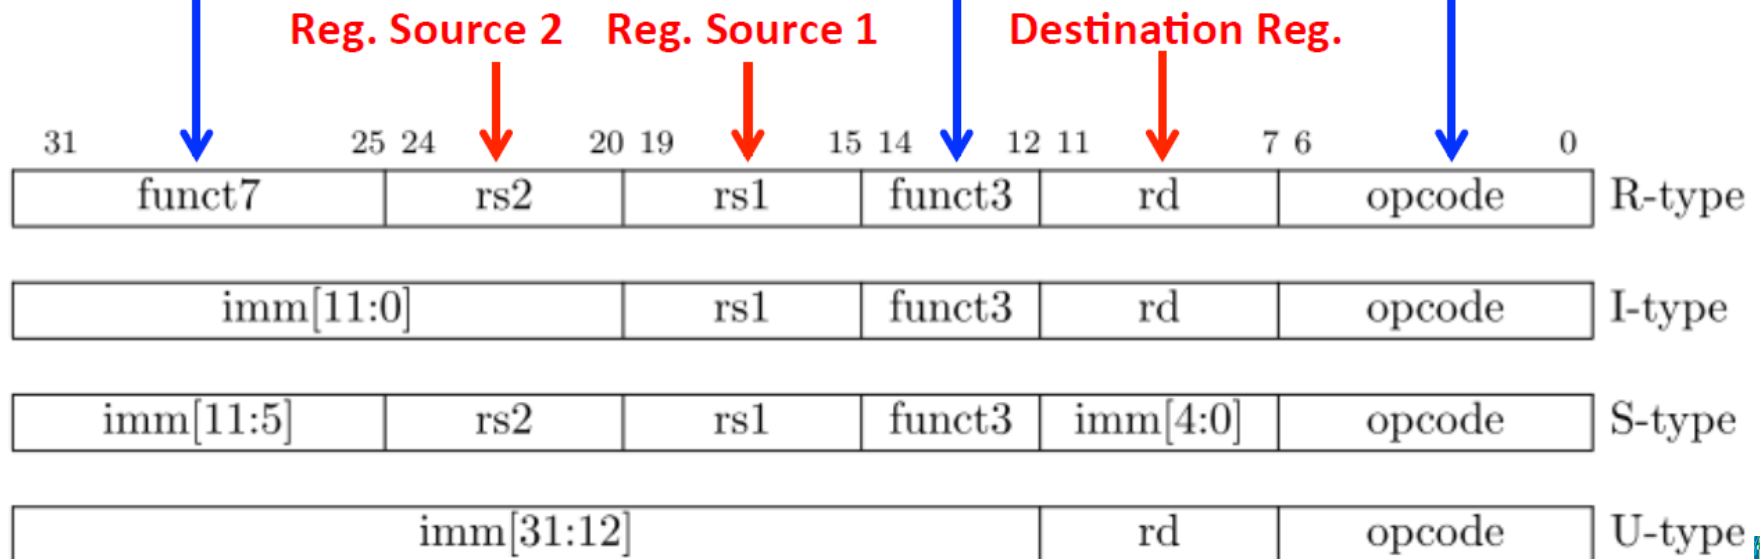 Reg. Source 2 Reg. Source 1 Destination Reg.
31 25 24 20 19 15 14 12 11 7 6 0
funct7 rs2 rs1 funct3 rd opcode R-type
imm[11:0] rs1 funct3 rd opcode I-type
imm[11:5] rs2 rs1 funct3 imm[4:0] opcode S-type
imm[31:12] rd opcode U-type